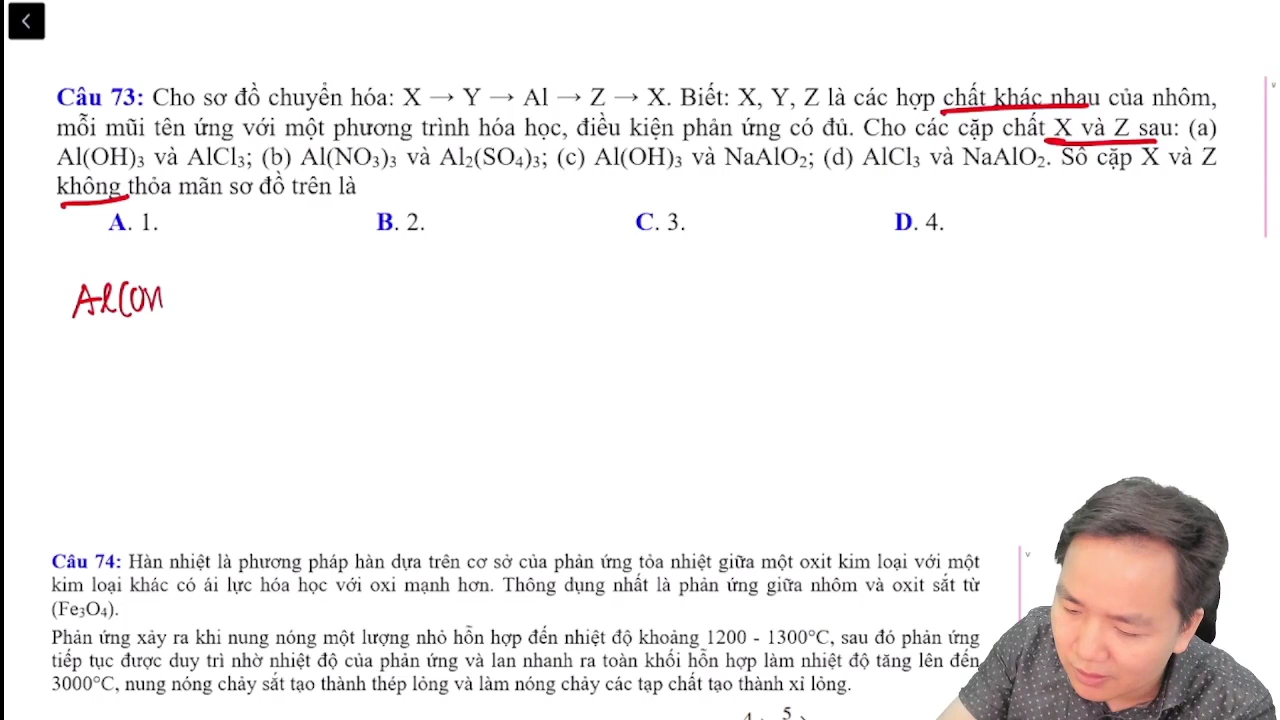 Câu 73: Cho sơ đồ chuyển hóa: X → Y → Al → Z → X. Biết: X, Y, Z là các hợp chất khác nhau của nhôm,
mỗi mũi tên ứng với một phương trình hóa học, điều kiện phản ứng có đủ. Cho các cặp chất X và Z sau: (a)
Al(OH)₃ và AlCl₃; (b) Al(NO₃)₃ và Al₂(SO₄)₃; (c) Al(OH)₃ và NaAlO₂; (d) AlCl₃ và NaAlO₂. Số cặp X và Z
không thỏa mãn sơ đồ trên là
A. 1. B. 2. C. 3. D. 4.
Al(OH
Câu 74: Hàn nhiệt là phương pháp hàn dựa trên cơ sở của phản ứng tỏa nhiệt giữa một oxit kim loại với một
kim loại khác có ái lực hóa học với oxi mạnh hơn. Thông dụng nhất là phản ứng giữa nhôm và oxit sắt từ
(Fe₃O₄).
Phản ứng xảy ra khi nung nóng một lượng nhỏ hỗn hợp đến nhiệt độ khoảng 1200 - 1300°C, sau đó phản ứng
tiếp tục được duy trì nhờ nhiệt độ của phản ứng và lan nhanh ra toàn khối hỗn hợp làm nhiệt độ tăng lên đến
3000°C, nung nóng chảy sắt tạo thành thép lỏng và làm nóng chảy các tạp chất tạo thành xỉ lỏng.